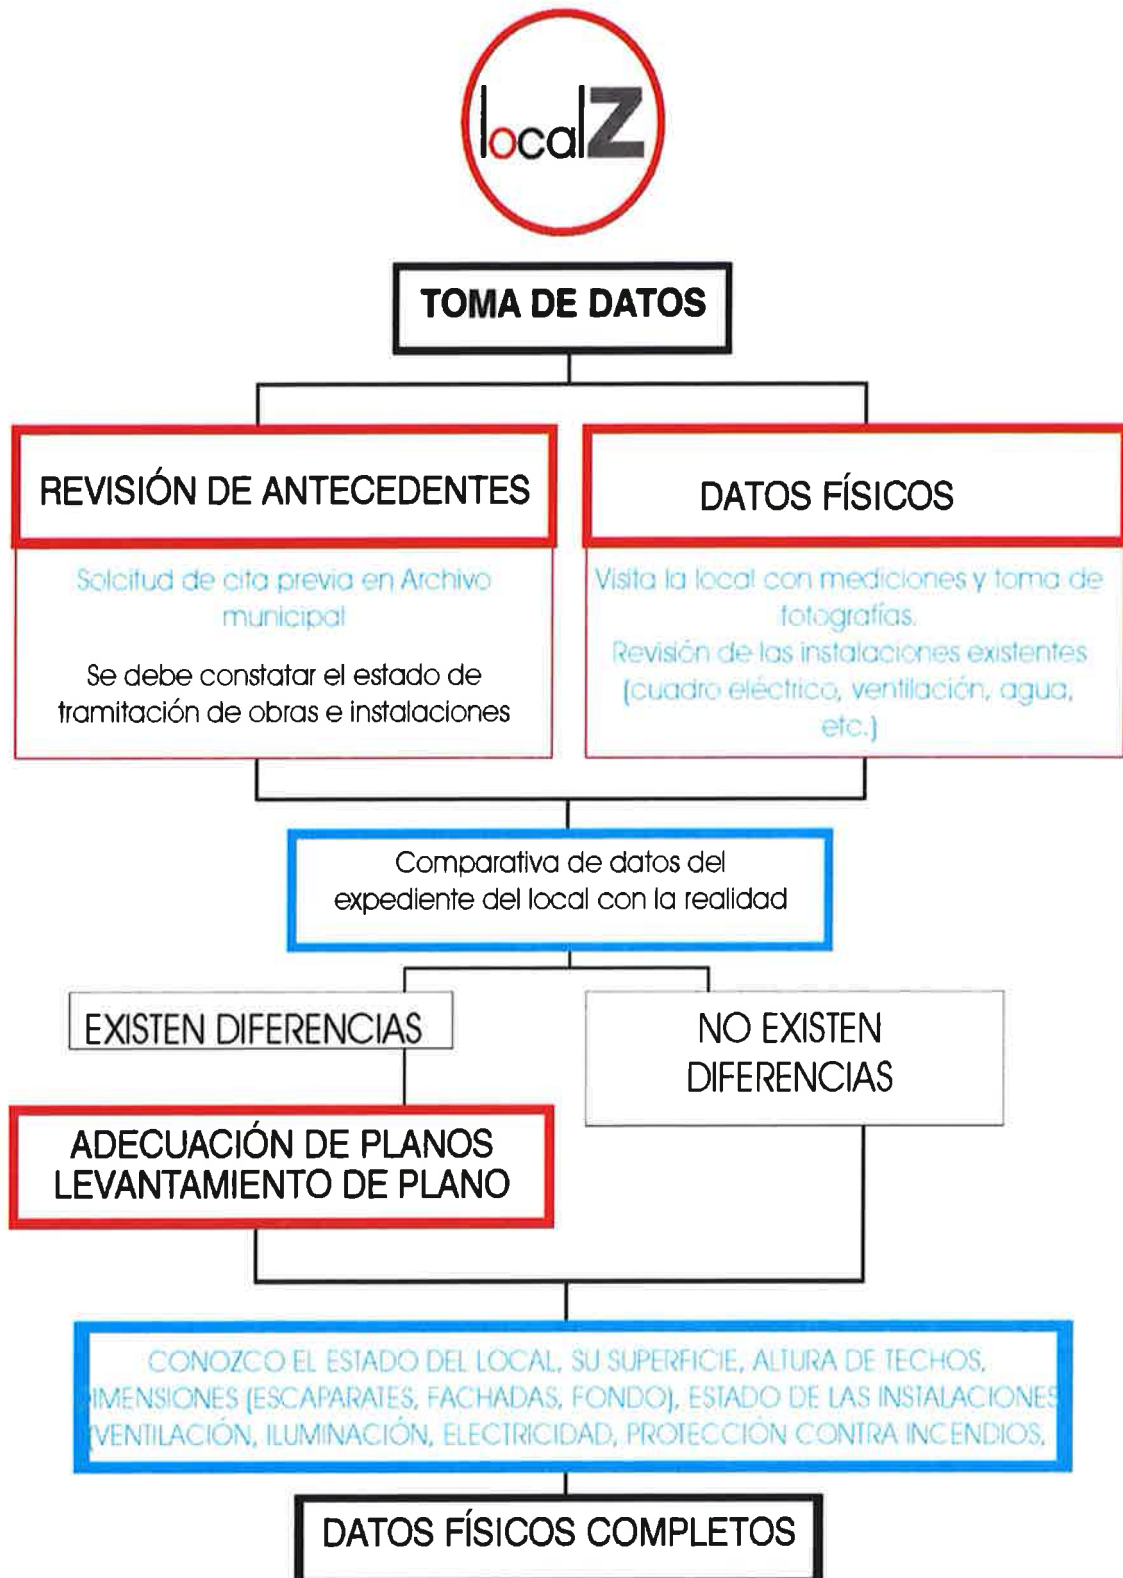 localZ
TOMA DE DATOS
REVISIÓN DE ANTECEDENTES
Solcitud de cita previa en Archivo
municipal
Se debe constatar el estado de
tramitación de obras e instalaciones
DATOS FÍSICOS
Visita la local con mediciones y toma de
fotografías.
Revisión de las instalaciones existentes
(cuadro eléctrico, ventilación, agua,
etc.)
Comparativa de datos del
expediente del local con la realidad
EXISTEN DIFERENCIAS
NO EXISTEN
DIFERENCIAS
ADECUACIÓN DE PLANOS
LEVANTAMIENTO DE PLANO
CONOZCO EL ESTADO DEL LOCAL, SU SUPERFICIE, ALTURA DE TECHOS,
IMENSIONES (ESCAPARATES, FACHADAS, FONDO), ESTADO DE LAS INSTALACIONES
(VENTILACIÓN, ILUMINACIÓN, ELECTRICIDAD, PROTECCIÓN CONTRA INCENDIOS,
DATOS FÍSICOS COMPLETOS